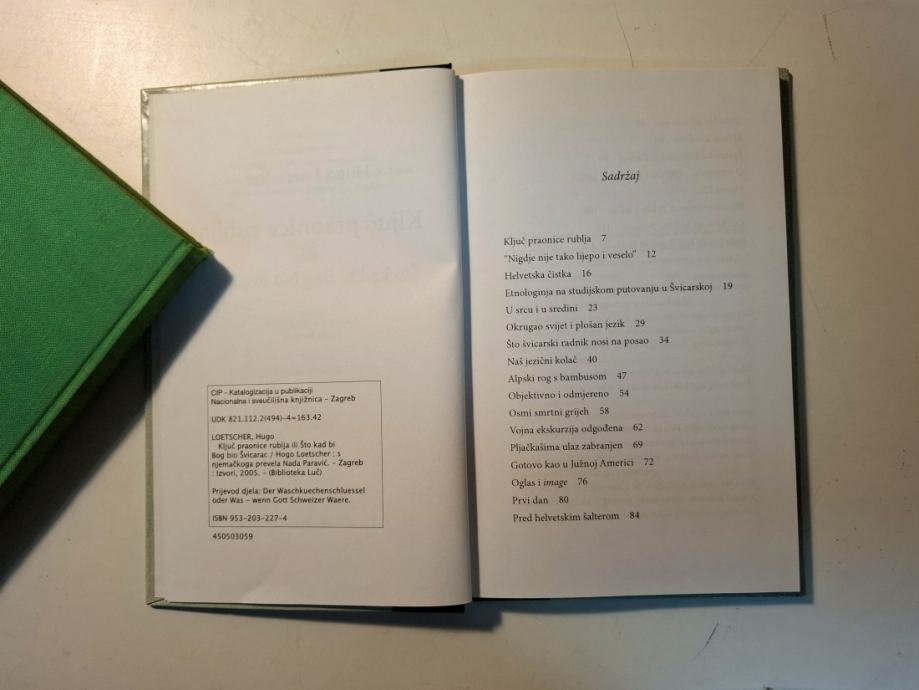 CIP - Katalogizacija u publikaciji
Nacionalna i sveučilišna knjižnica - Zagreb
UDK 821.112.2(494)-4=163.42
LOETSCHER, Hugo
Ključ praonice rublja ili Što kad bi
Bog bio Švicarac / Hugo Loetscher ; s
njemačkoga prevela Nada Paravić. - Zagreb
: Izvori, 2005. - (Biblioteka Luč)
Prijevod djela: Der Waschkuechenschluessel
oder Was - wenn Gott Schweizer Waere.
ISBN 953-203-227-4
450503059
Sadržaj
Ključ praonice rublja 7
"Nigdje nije tako lijepo i veselo" 12
Helvetska čistka 16
Etnologinja na studijskom putovanju u Švicarskoj 19
U srcu i u sredini 23
Okrugao svijet i plošan jezik 29
Što švicarski radnik nosi na posao 34
Naš jezični kolač 40
Alpski rog s bambusom 47
Objektivno i odmjereno 54
Osmi smrtni grijeh 58
Vojna ekskurzija odgođena 62
Pljačkašima ulaz zabranjen 69
Gotovo kao u Južnoj Americi 72
Oglas i image 76
Prvi dan 80
Pred helvetskim šalterom 84